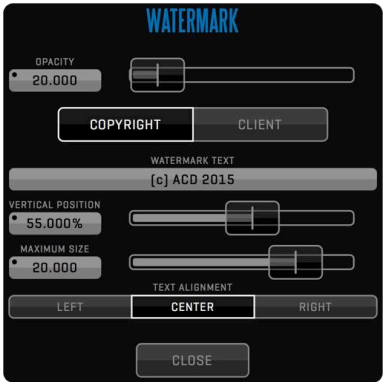 WATERMARK
OPACITY
20.000
COPYRIGHT CLIENT
WATERMARK TEXT
(c) ACD 2015
VERTICAL POSITION
55.000%
MAXIMUM SIZE
20.000
TEXT ALIGNMENT
LEFT CENTER RIGHT
CLOSE